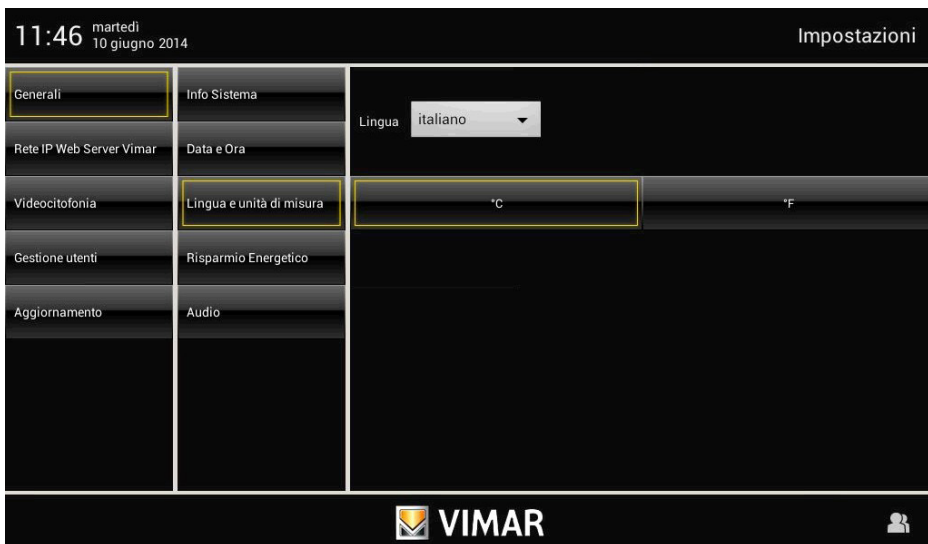 11:46 martedì
10 giugno 2014
Impostazioni
Generali
Rete IP Web Server Vimar
Videocitofonia
Gestione utenti
Aggiornamento
Info Sistema
Data e Ora
Lingua e unità di misura
Risparmio Energetico
Audio
Lingua italiano
°C °F
VIMAR